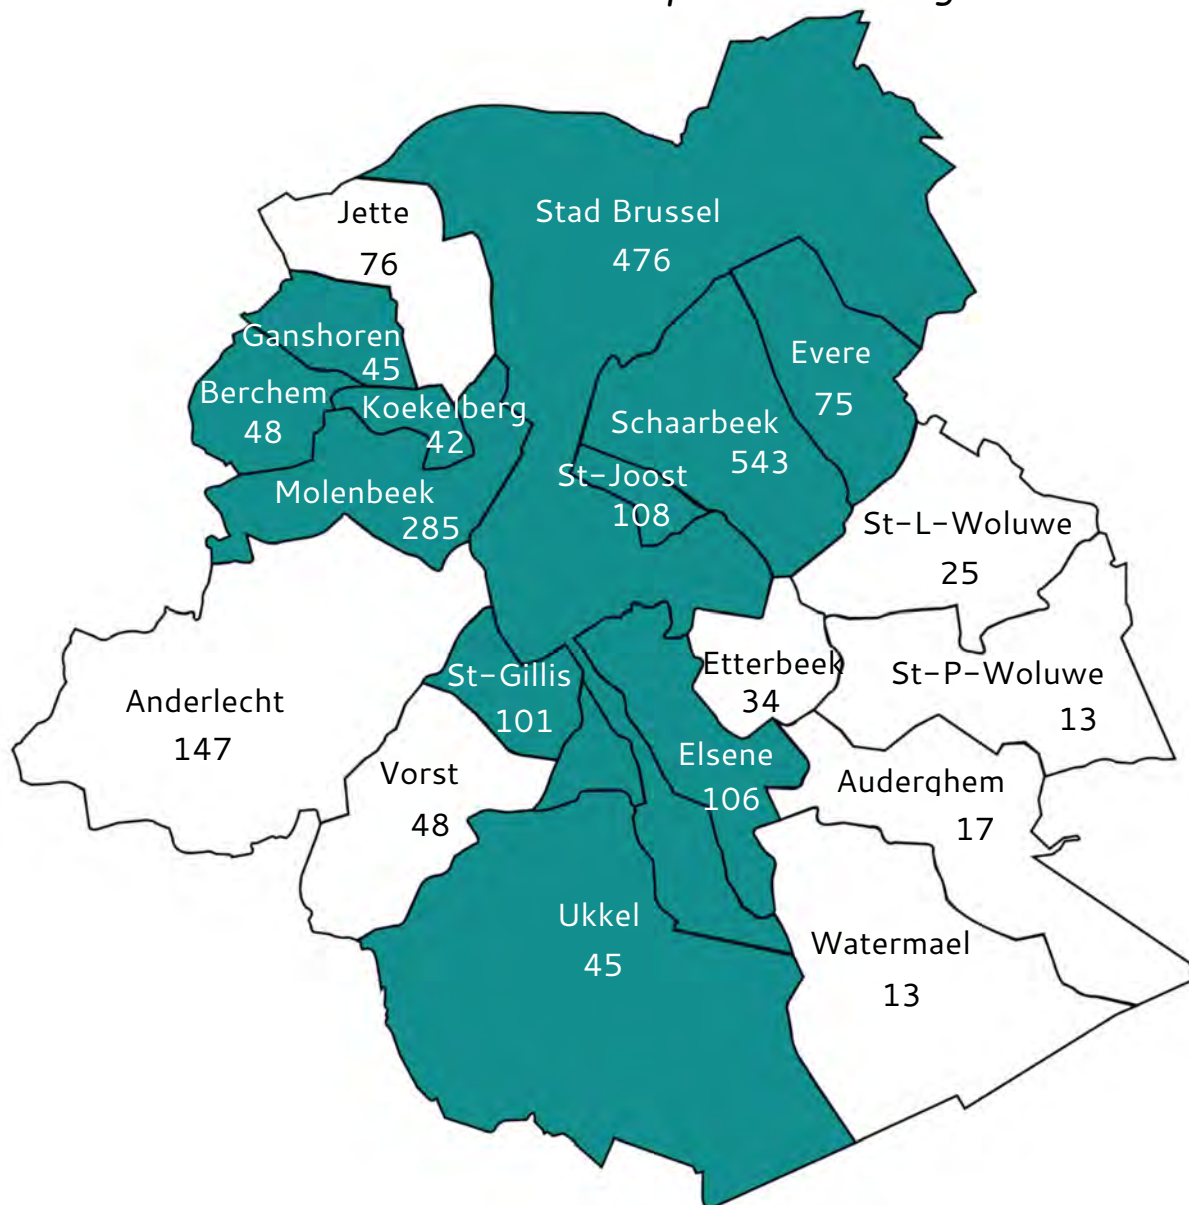 Jette
76
Stad Brussel
476
Ganshoren
45
Evere
75
Berchem
48
Koekelberg
42
Schaarbeek
543
St-Joost
108
Molenbeek
285
St-L-Woluwe
25
St-Gillis
101
Etterbeek
34
St-P-Woluwe
13
Anderlecht
147
Vorst
48
Elsene
106
Auderghem
17
Ukkel
45
Watermael
13